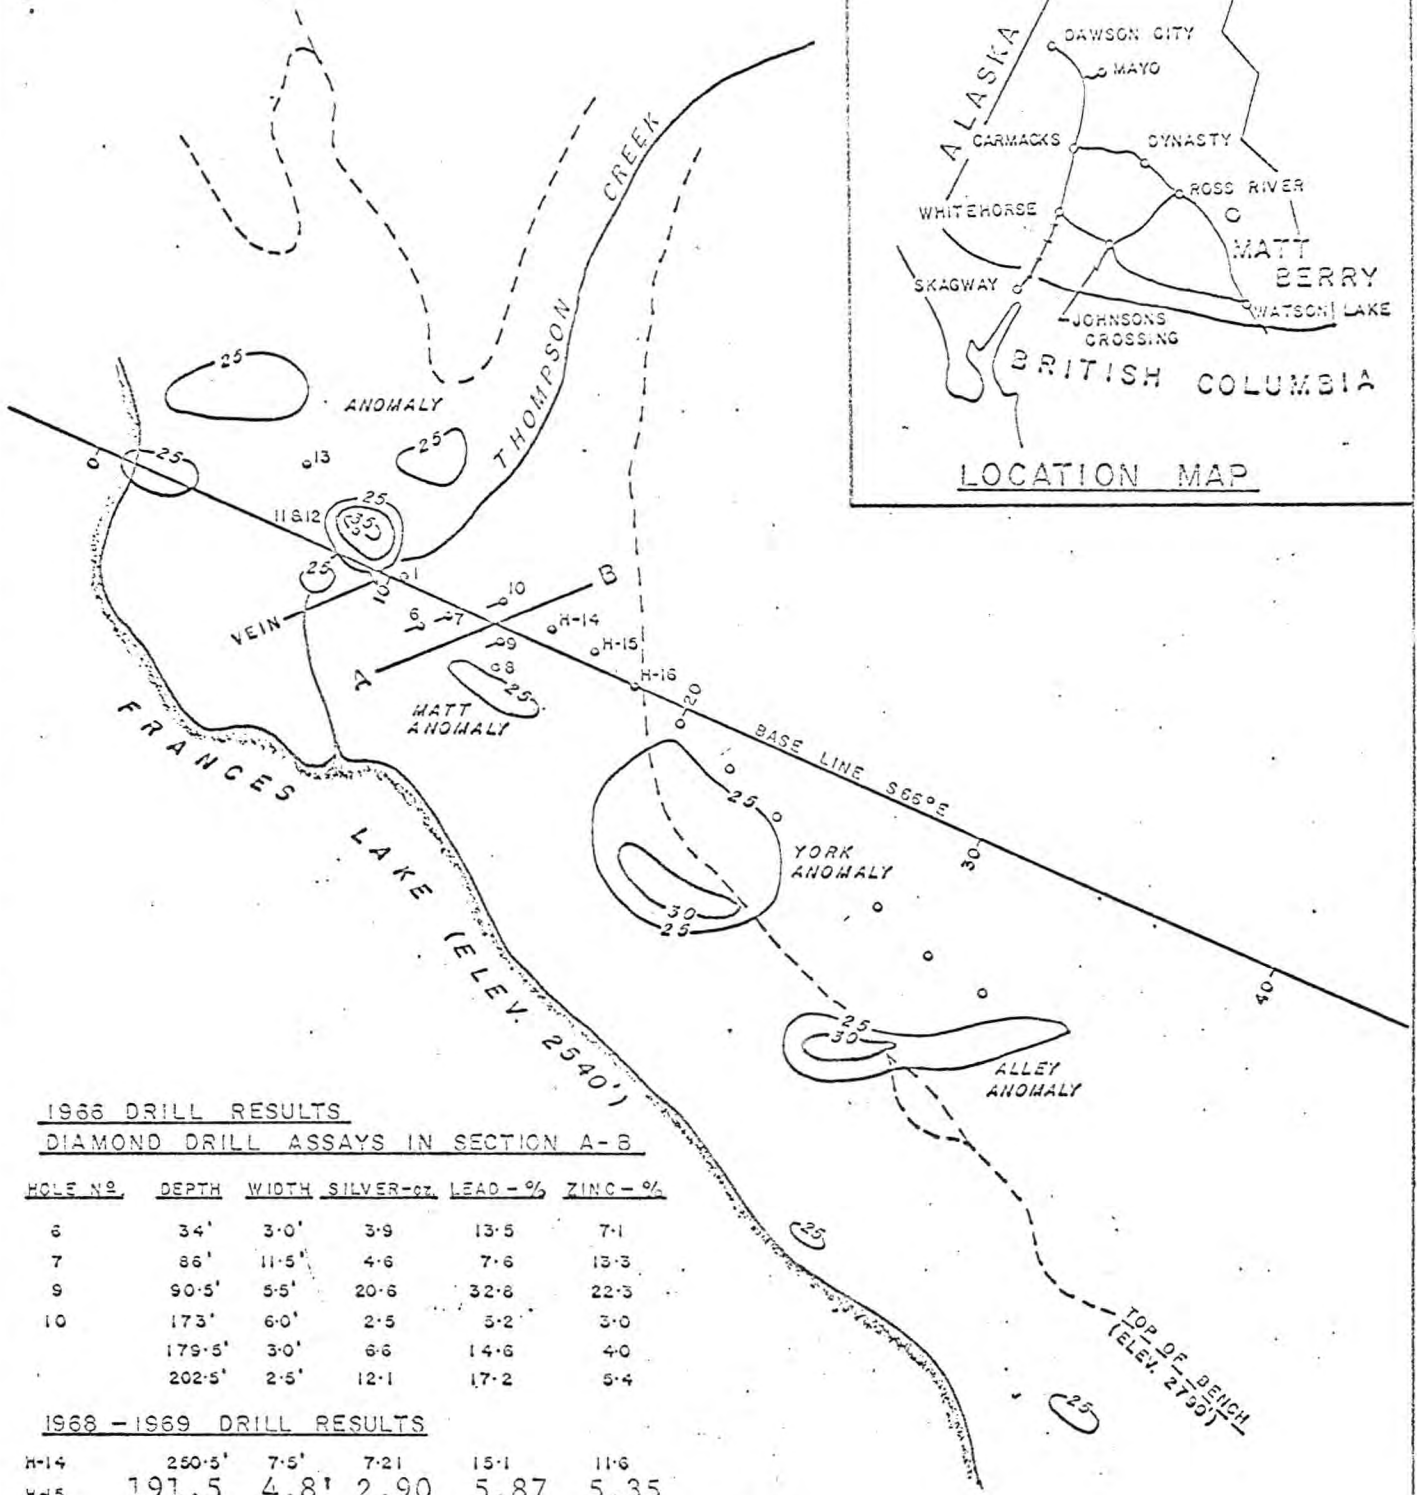 ALASKA
DAWSON CITY
MAYO
CARMACKS
DYNASTY
ROSS RIVER
WHITEHORSE
MATT
BERRY
SKAGWAY
WATSON LAKE
JOHNSONS
CROSSING
BRITISH COLUMBIA
LOCATION MAP
THOMPSON CREEK
25
ANOMALY
25
0
25
13
25
35
11 & 12
25
10
1
VEIN
6
7
10
B
H-14
9
H-15
8
A
H-16
25
20
MATT
ANOMALY
BASE LINE S66°E
30
40
25
YORK
ANOMALY
30
25
FRANCES LAKE (ELEV. 2540')
25
30
ALLEY
ANOMALY
25
TOP OF BENCH
(ELEV. 2790')
25
1966 DRILL RESULTS
DIAMOND DRILL ASSAYS IN SECTION A-B
HOLE Nº. DEPTH WIDTH SILVER-oz. LEAD-% ZINC-%
6 34' 3.0' 3.9 13.5 7.1
7 86' 11.5' 4.6 7.6 13.3
9 90.5' 5.5' 20.6 32.8 22.3
10 173' 6.0' 2.5 5.2 3.0
179.5' 3.0' 6.6 14.6 4.0
202.5' 2.5' 12.1 17.2 5.4
1968-1969 DRILL RESULTS
H-14 250.5' 7.5' 7.21 15.1 11.6
H-15 191.5 4.8' 2.90 5.87 5.35